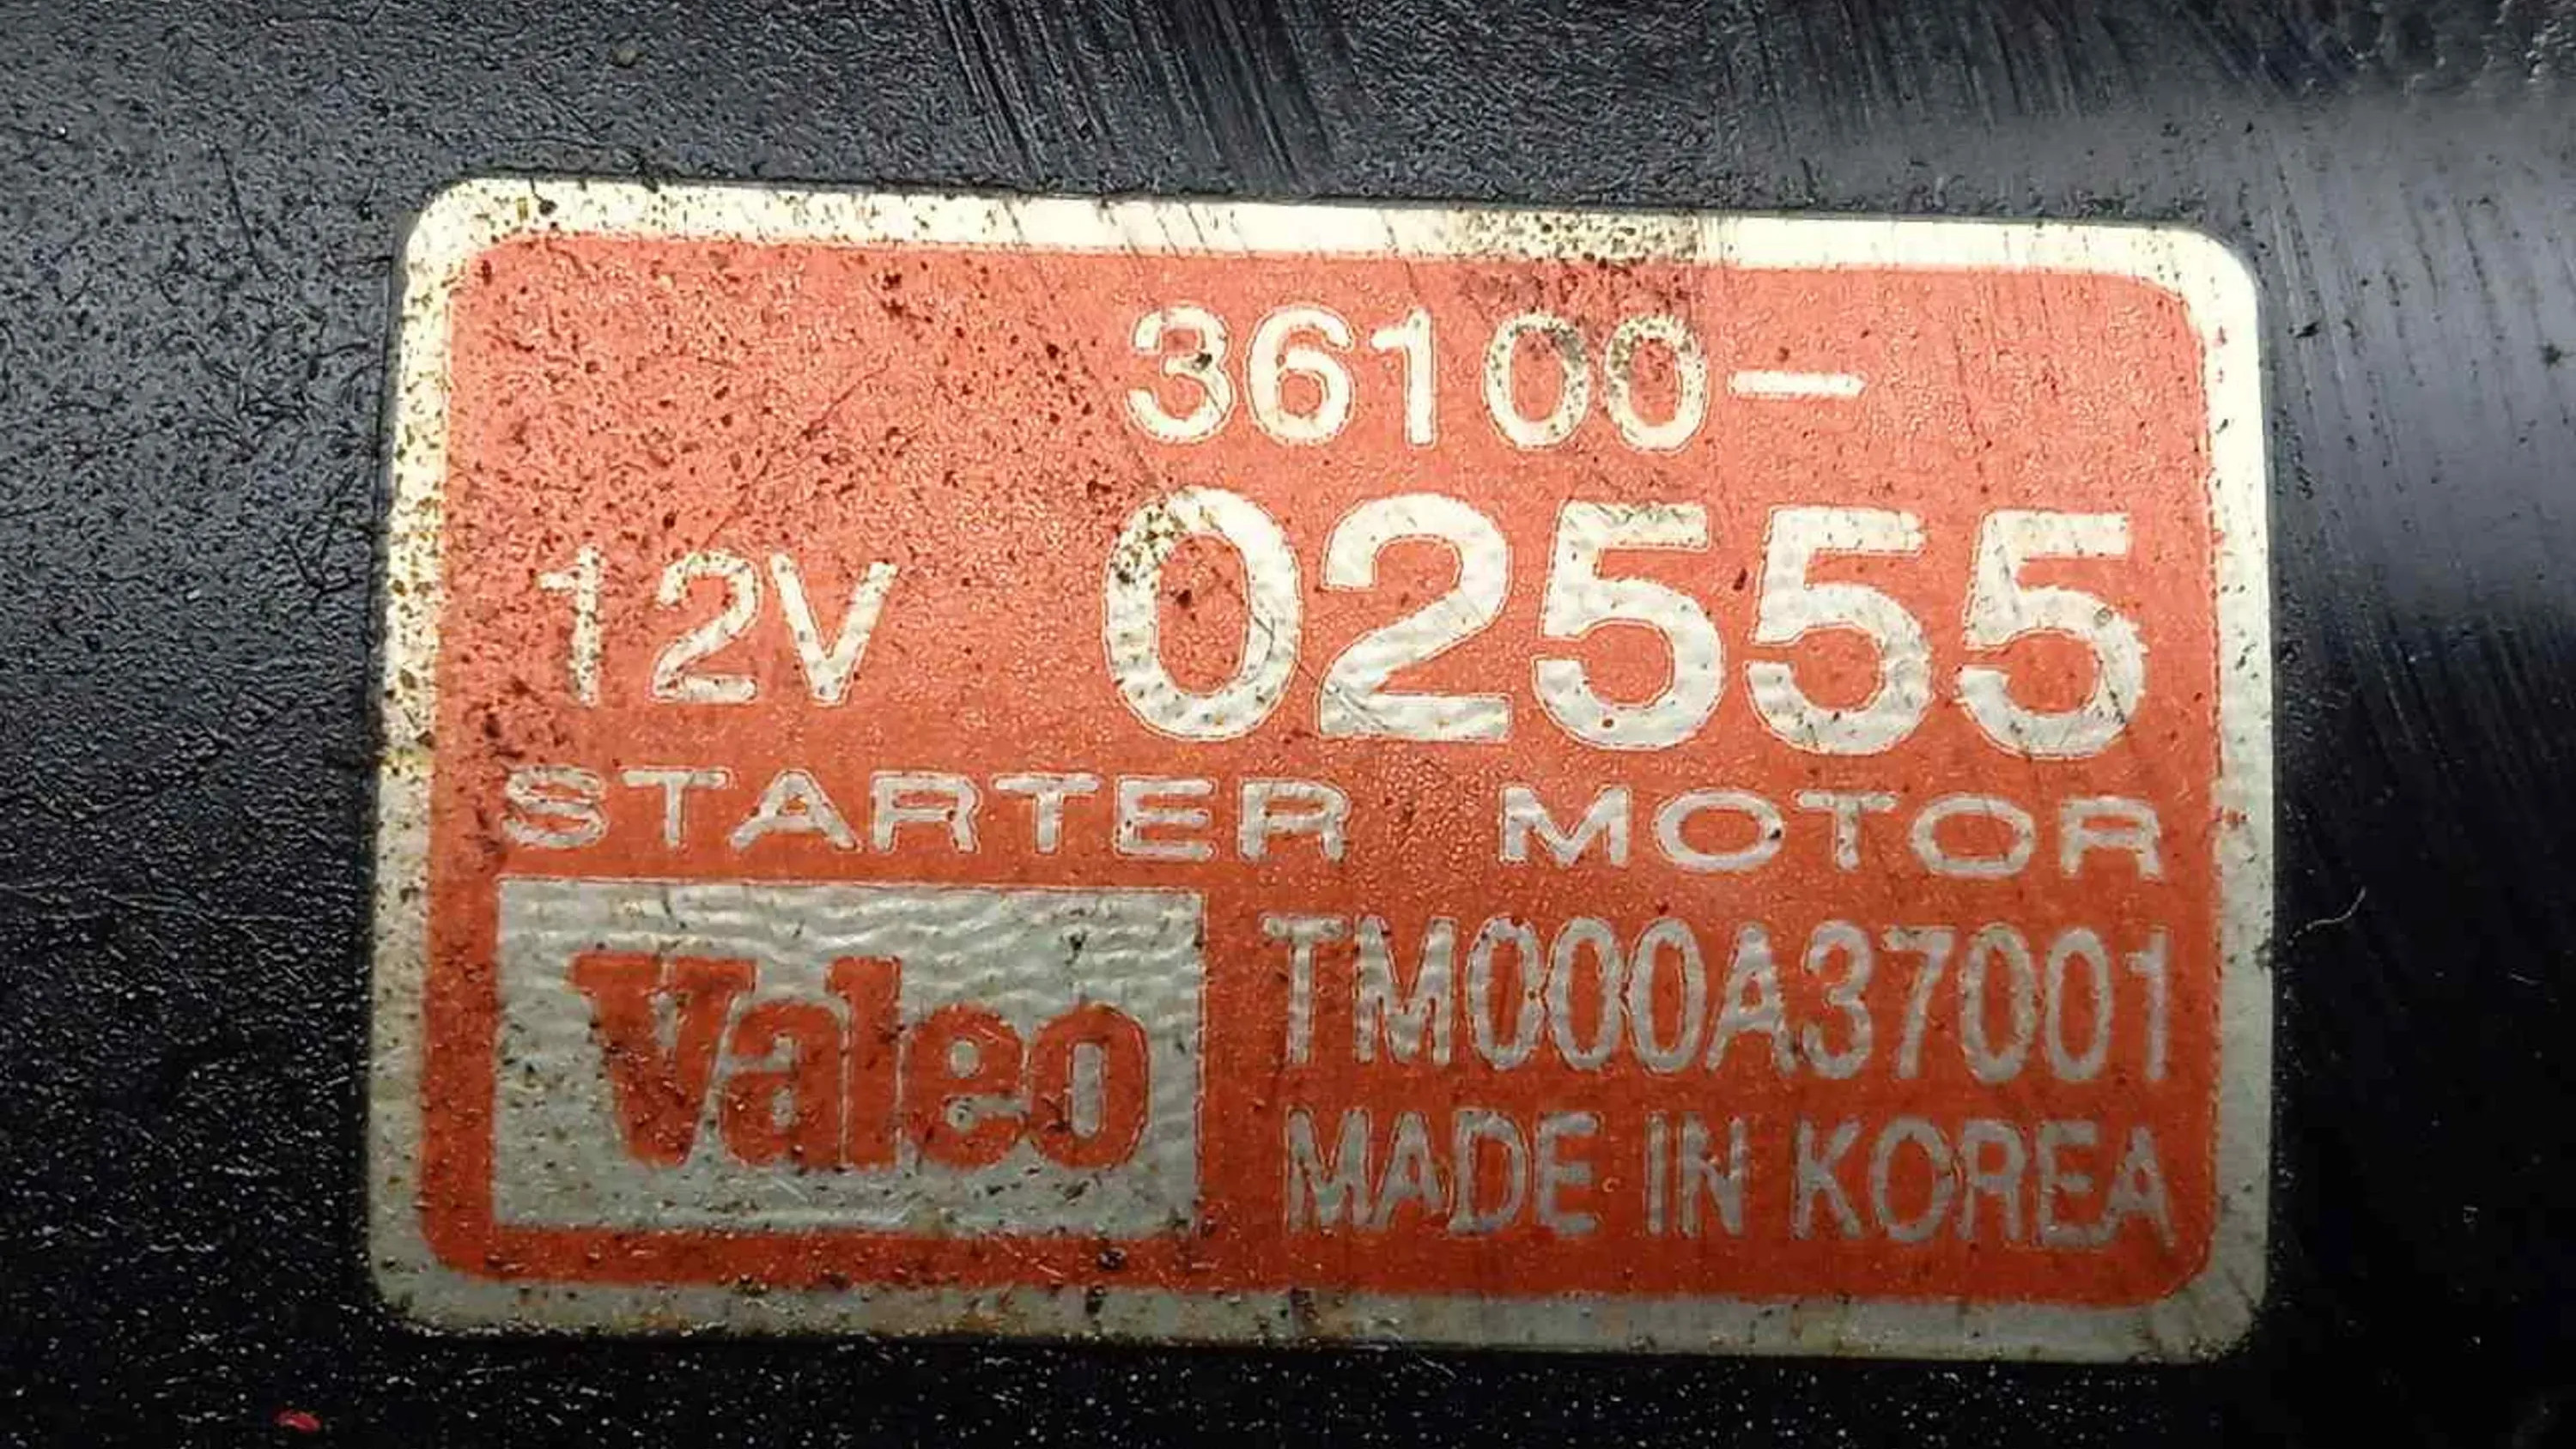 36100-
12V 02555
STARTER MOTOR
Valeo TM000A37001
MADE IN KOREA